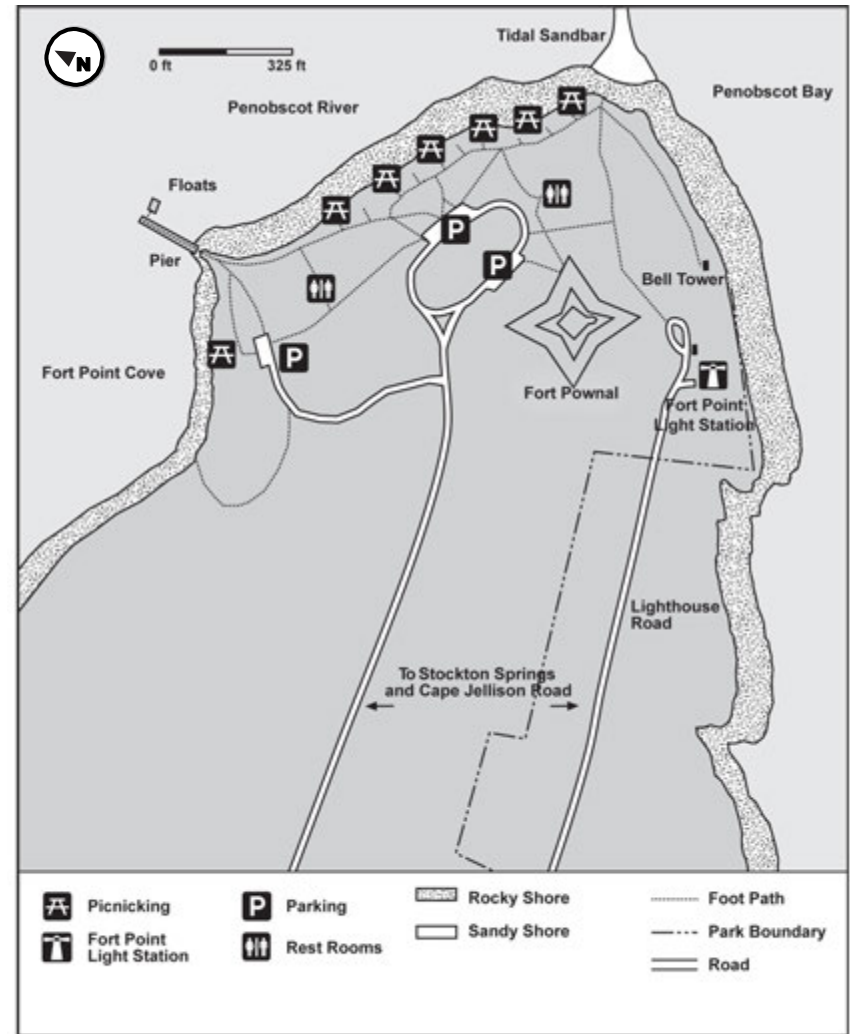 Tidal Sandbar
N
0 ft 325 ft
Penobscot River
Penobscot Bay
Floats
Pier
P
P
Bell Tower
Fort Point Cove
P
Fort Pownal
Fort Point
Light Station
Lighthouse
Road
To Stockton Springs
and Cape Jellison Road
Picnicking
P Parking
Rocky Shore
Foot Path
Fort Point
Light Station
Rest Rooms
Sandy Shore
Park Boundary
Road